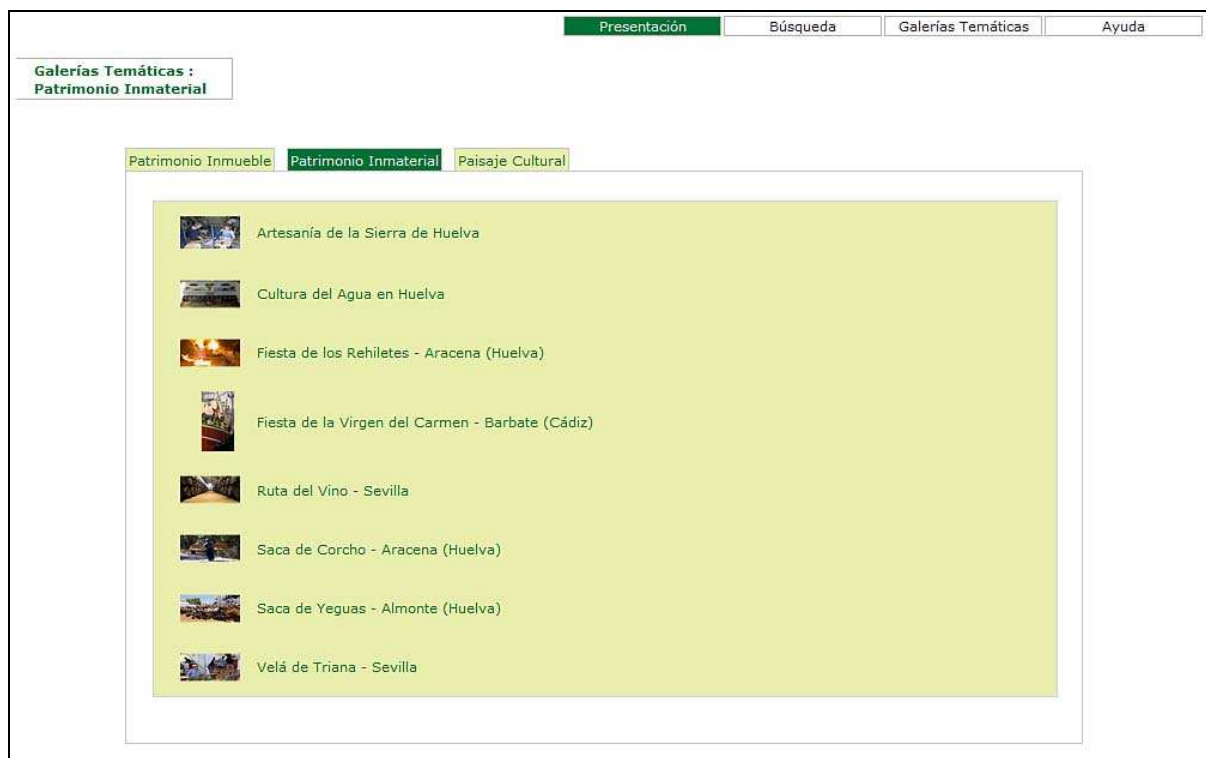 Presentación Búsqueda Galerías Temáticas Ayuda
Galerías Temáticas :
Patrimonio Inmaterial
Patrimonio Inmueble Patrimonio Inmaterial Paisaje Cultural
Artesanía de la Sierra de Huelva
Cultura del Agua en Huelva
Fiesta de los Rehiletes - Aracena (Huelva)
Fiesta de la Virgen del Carmen - Barbate (Cádiz)
Ruta del Vino - Sevilla
Saca de Corcho - Aracena (Huelva)
Saca de Yeguas - Almonte (Huelva)
Velá de Triana - Sevilla